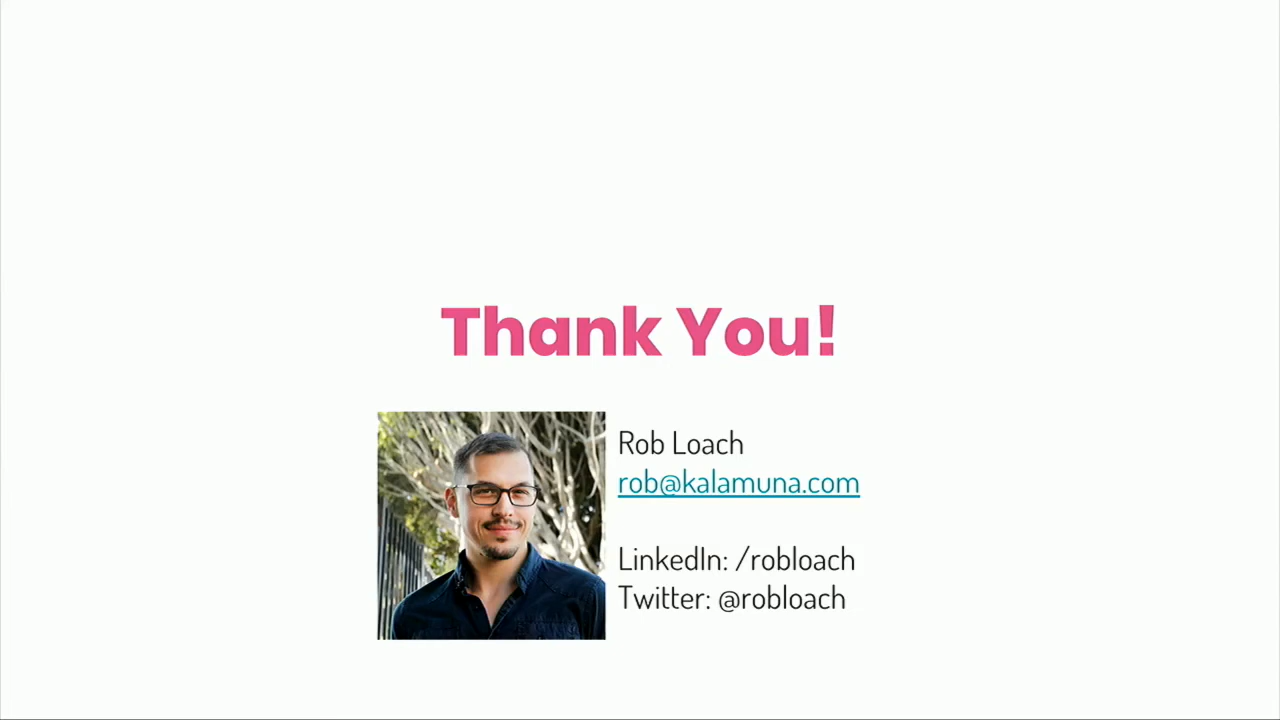 Thank You!
Rob Loach
rob@kalamuna.com
LinkedIn: /robloach
Twitter: @robloach